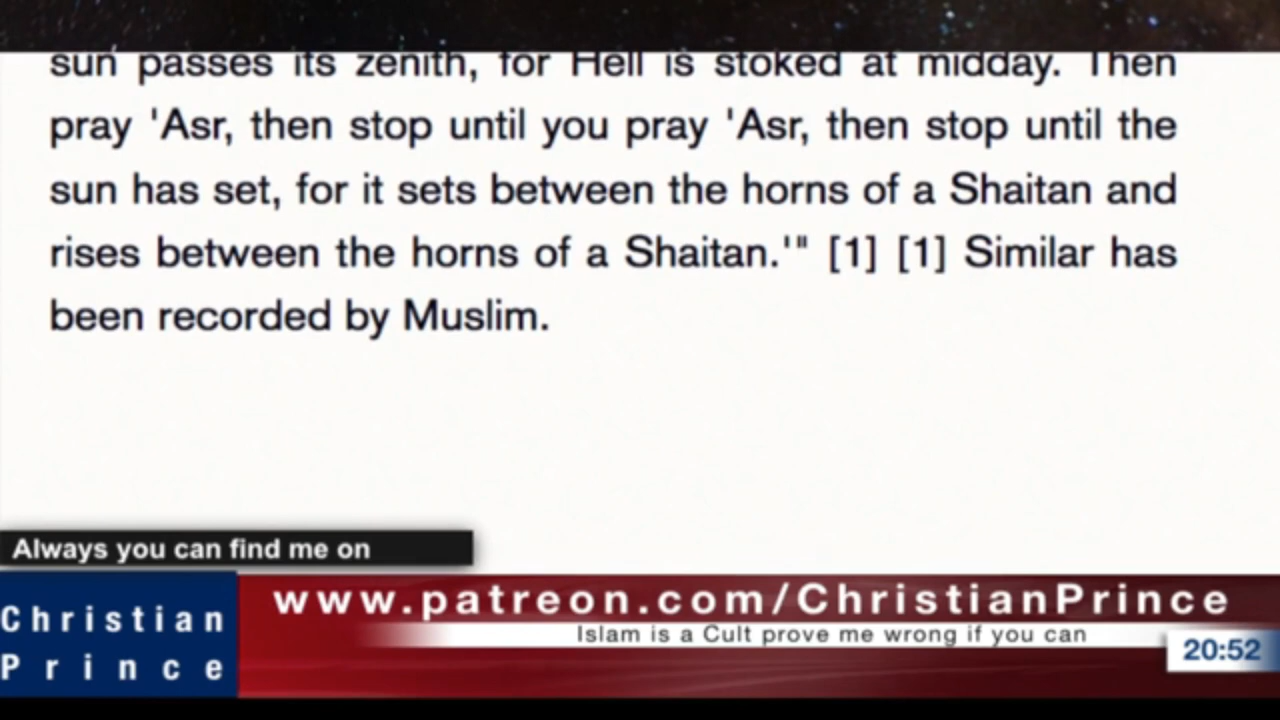 sun passes its zenith, for Hell is stoked at midday. Then
pray 'Asr, then stop until you pray 'Asr, then stop until the
sun has set, for it sets between the horns of a Shaitan and
rises between the horns of a Shaitan.'" [1] [1] Similar has
been recorded by Muslim.
Always you can find me on
Christian
Prince
www.patreon.com/ChristianPrince
Islam is a Cult prove me wrong if you can
20:52